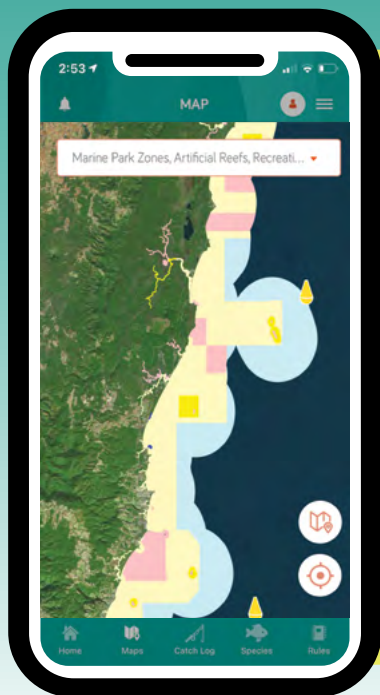 2:53
MAP
Marine Park Zones, Artificial Reefs, Recreati...
Home Maps Catch Log Species Rules